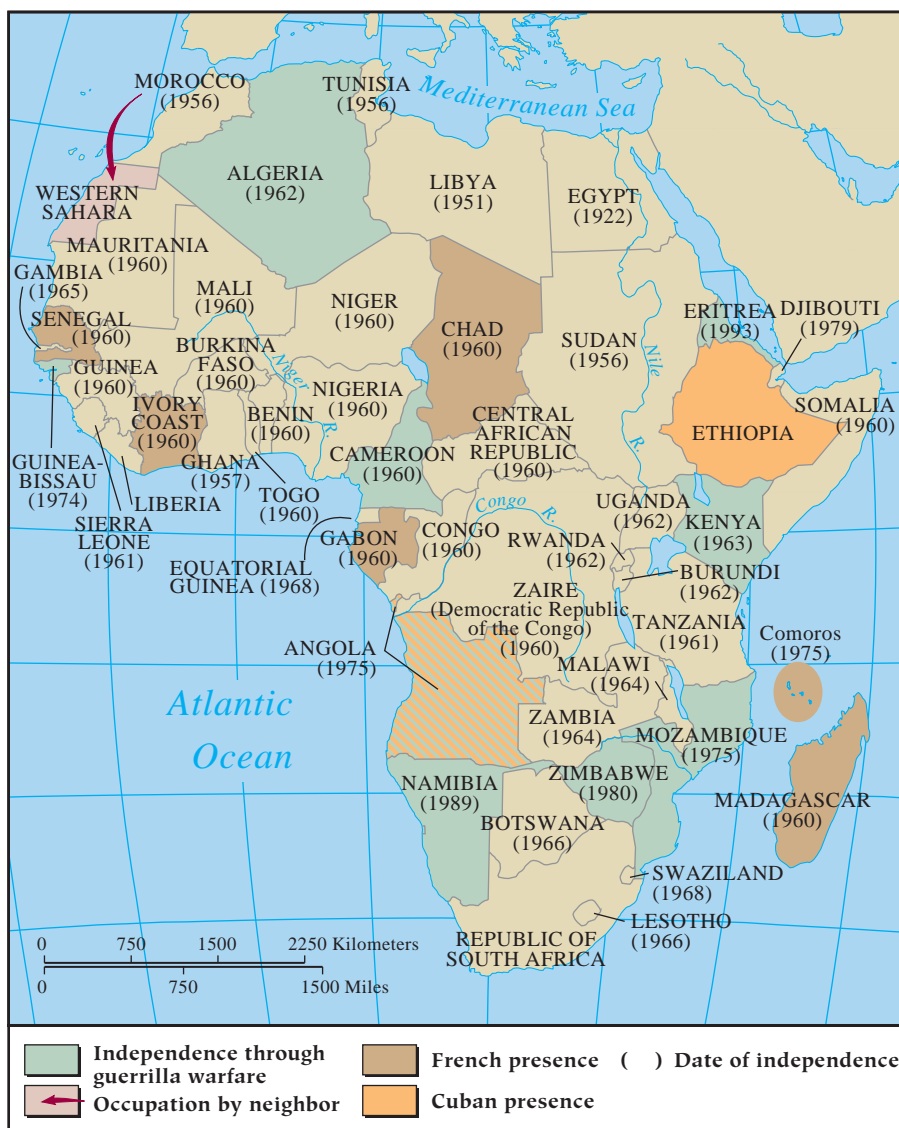 MOROCCO
(1956)
TUNISIA
(1956)
Mediterranean Sea
ALGERIA
(1962)
LIBYA
(1951)
EGYPT
(1922)
WESTERN
SAHARA
MAURITANIA
(1960)
GAMBIA
(1965)
MALI
(1960)
NIGER
(1960)
CHAD
(1960)
SUDAN
(1956)
Nile
R.
ERITREA
(1993)
DJIBOUTI
(1979)
SENEGAL
(1960)
GUINEA
(1960)
BURKINA
FASO
(1960)
Niger
R.
NIGERIA
(1960)
BENIN
(1960)
IVORY
COAST
(1960)
CENTRAL
AFRICAN
REPUBLIC
(1960)
ETHIOPIA
SOMALIA
(1960)
GUINEA-
BISSAU
(1974)
LIBERIA
SIERRA
LEONE
(1961)
GHANA
(1957)
TOGO
(1960)
CAMEROON
(1960)
EQUATORIAL
GUINEA (1968)
GABON
(1960)
CONGO
(1960)
Congo
R.
UGANDA
(1962)
KENYA
(1963)
RWANDA
(1962)
BURUNDI
(1962)
ZAIRE
(Democratic Republic
of the Congo)
(1960)
TANZANIA
(1961)
Comoros
(1975)
ANGOLA
(1975)
MALAWI
(1964)
Atlantic
Ocean
ZAMBIA
(1964)
MOZAMBIQUE
(1975)
NAMIBIA
(1989)
ZIMBABWE
(1980)
MADAGASCAR
(1960)
BOTSWANA
(1966)
SWAZILAND
(1968)
LESOTHO
(1966)
REPUBLIC OF
SOUTH AFRICA
0 750 1500 2250 Kilometers
0 750 1500 Miles
Independence through
guerrilla warfare
French presence ( ) Date of independence
Occupation by neighbor
Cuban presence